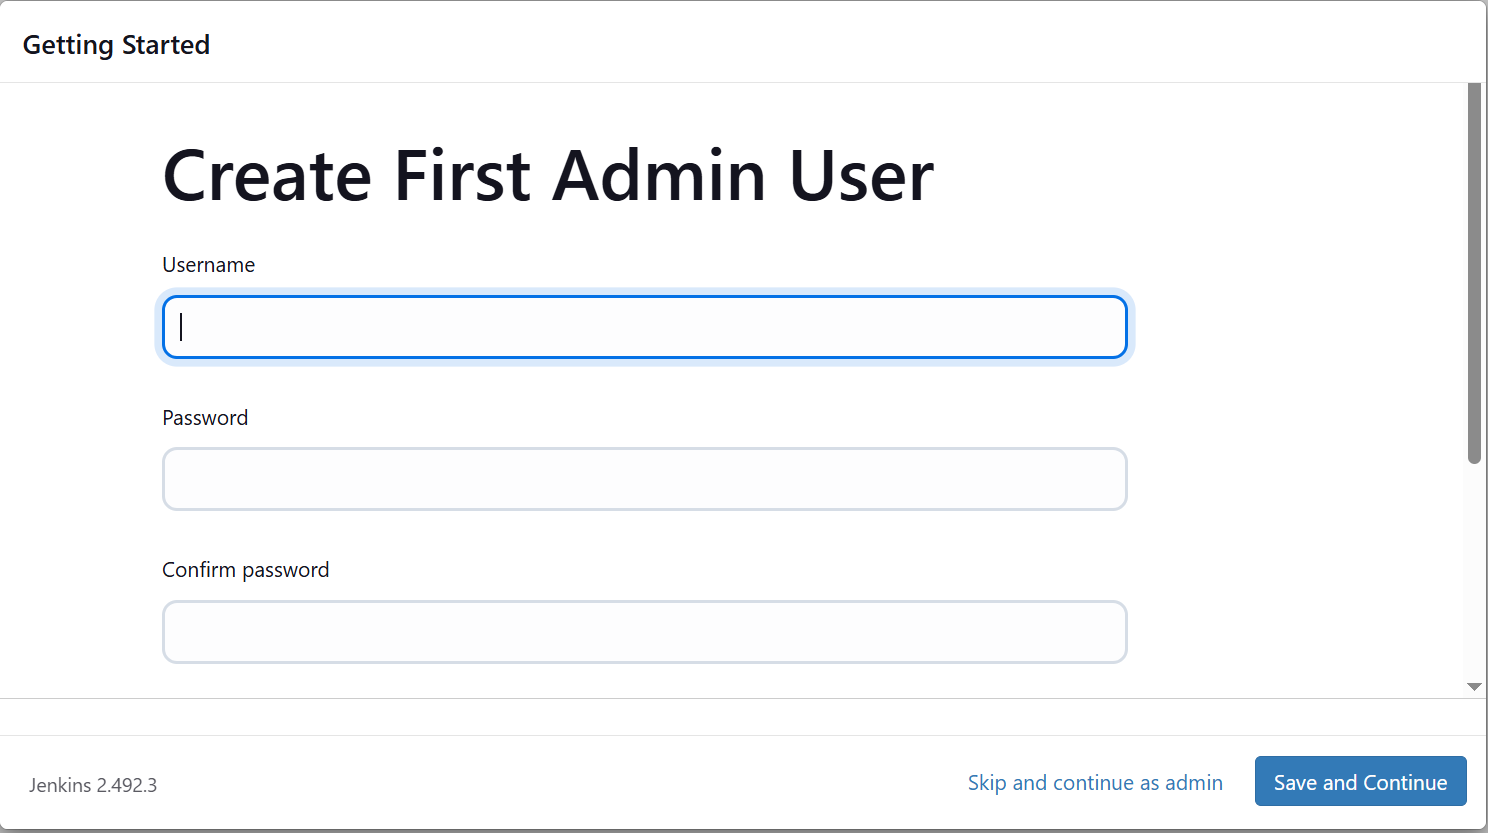 Getting Started
Create First Admin User
Username
Password
Confirm password
Jenkins 2.492.3
Skip and continue as admin
Save and Continue